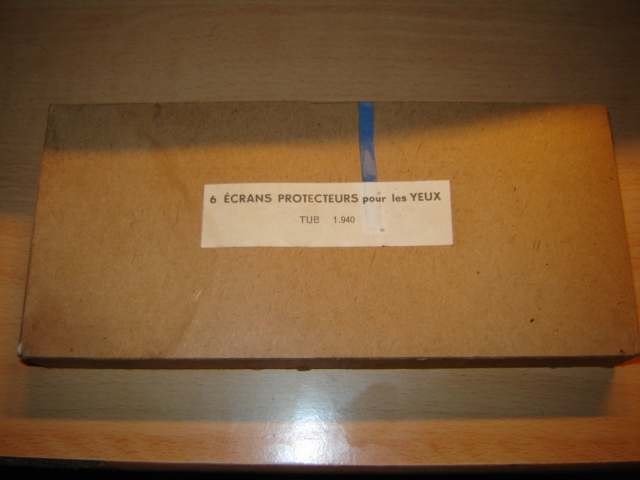 6 ÉCRANS PROTECTEURS pour les YEUX
TUB 1.940